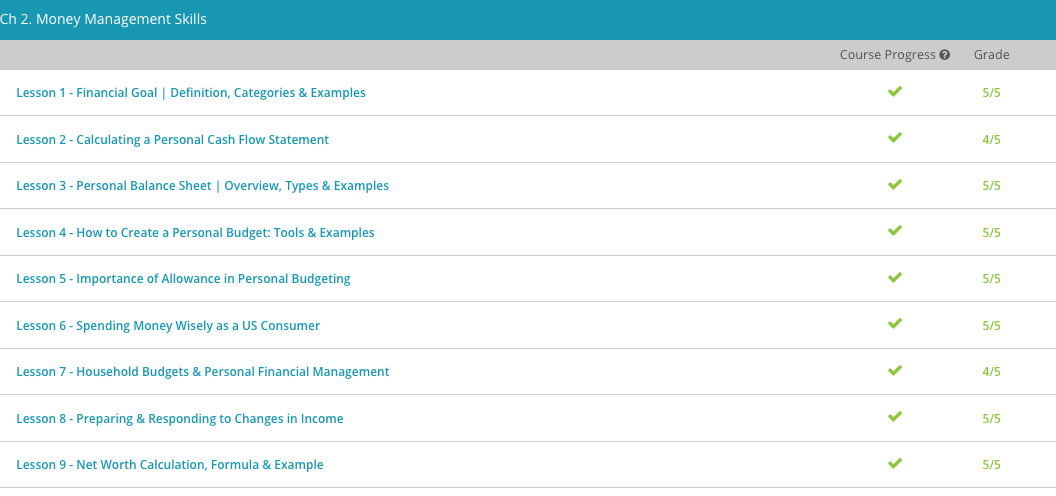 Ch 2. Money Management Skills
Course Progress ? Grade
Lesson 1 - Financial Goal | Definition, Categories & Examples 5/5
Lesson 2 - Calculating a Personal Cash Flow Statement 4/5
Lesson 3 - Personal Balance Sheet | Overview, Types & Examples 5/5
Lesson 4 - How to Create a Personal Budget: Tools & Examples 5/5
Lesson 5 - Importance of Allowance in Personal Budgeting 5/5
Lesson 6 - Spending Money Wisely as a US Consumer 5/5
Lesson 7 - Household Budgets & Personal Financial Management 4/5
Lesson 8 - Preparing & Responding to Changes in Income 5/5
Lesson 9 - Net Worth Calculation, Formula & Example 5/5